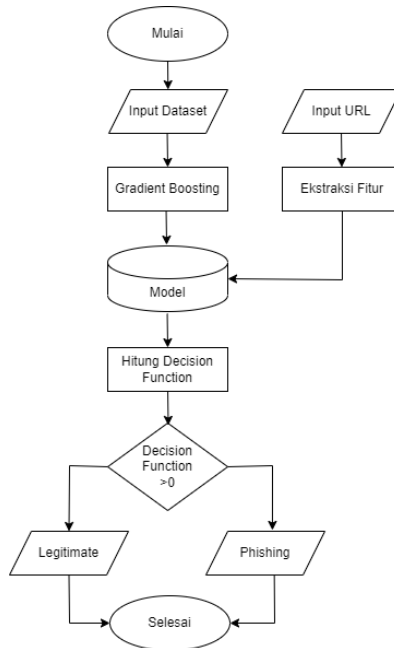 Mulai
Input Dataset
Input URL
Gradient Boosting
Ekstraksi Fitur
Model
Hitung Decision
Function
Decision
Function
>0
Legitimate
Phishing
Selesai